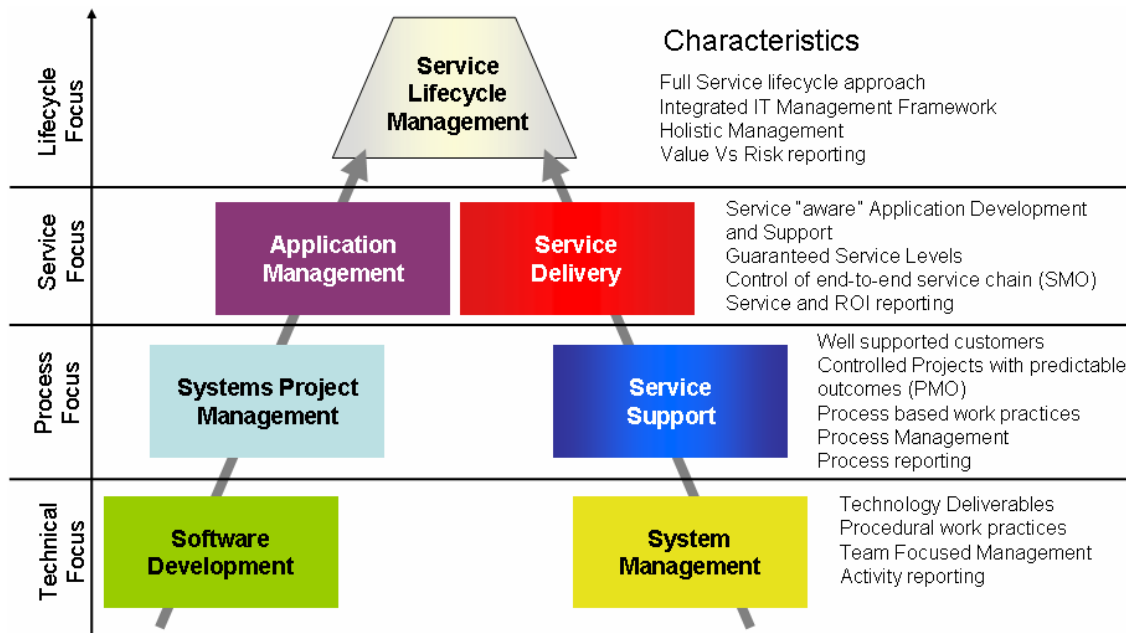 Lifecycle
Focus
Service
Lifecycle
Management
Characteristics
Full Service lifecycle approach
Integrated IT Management Framework
Holistic Management
Value Vs Risk reporting
Service
Focus
Application
Management
Service
Delivery
Service "aware" Application Development
and Support
Guaranteed Service Levels
Control of end-to-end service chain (SMO)
Service and ROI reporting
Process
Focus
Systems Project
Management
Service
Support
Well supported customers
Controlled Projects with predictable
outcomes (PMO)
Process based work practices
Process Management
Process reporting
Technical
Focus
Software
Development
System
Management
Technology Deliverables
Procedural work practices
Team Focused Management
Activity reporting